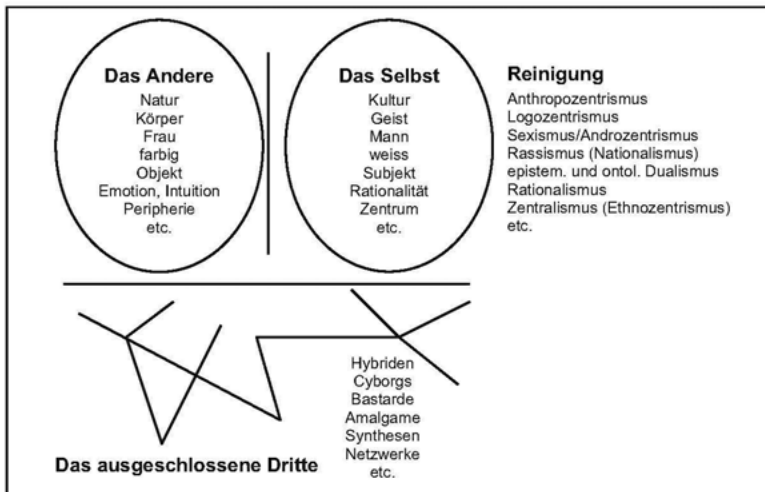 Das Andere
Natur
Körper
Frau
farbig
Objekt
Emotion, Intuition
Peripherie
etc.
Das Selbst
Kultur
Geist
Mann
weiss
Subjekt
Rationalität
Zentrum
etc.
Reinigung
Anthropozentrismus
Logozentrismus
Sexismus/Androzentrismus
Rassismus (Nationalismus)
epistem. und ontol. Dualismus
Rationalismus
Zentralismus (Ethnozentrismus)
etc.
Hybriden
Cyborgs
Bastarde
Amalgame
Synthesen
Netzwerke
etc.
Das ausgeschlossene Dritte